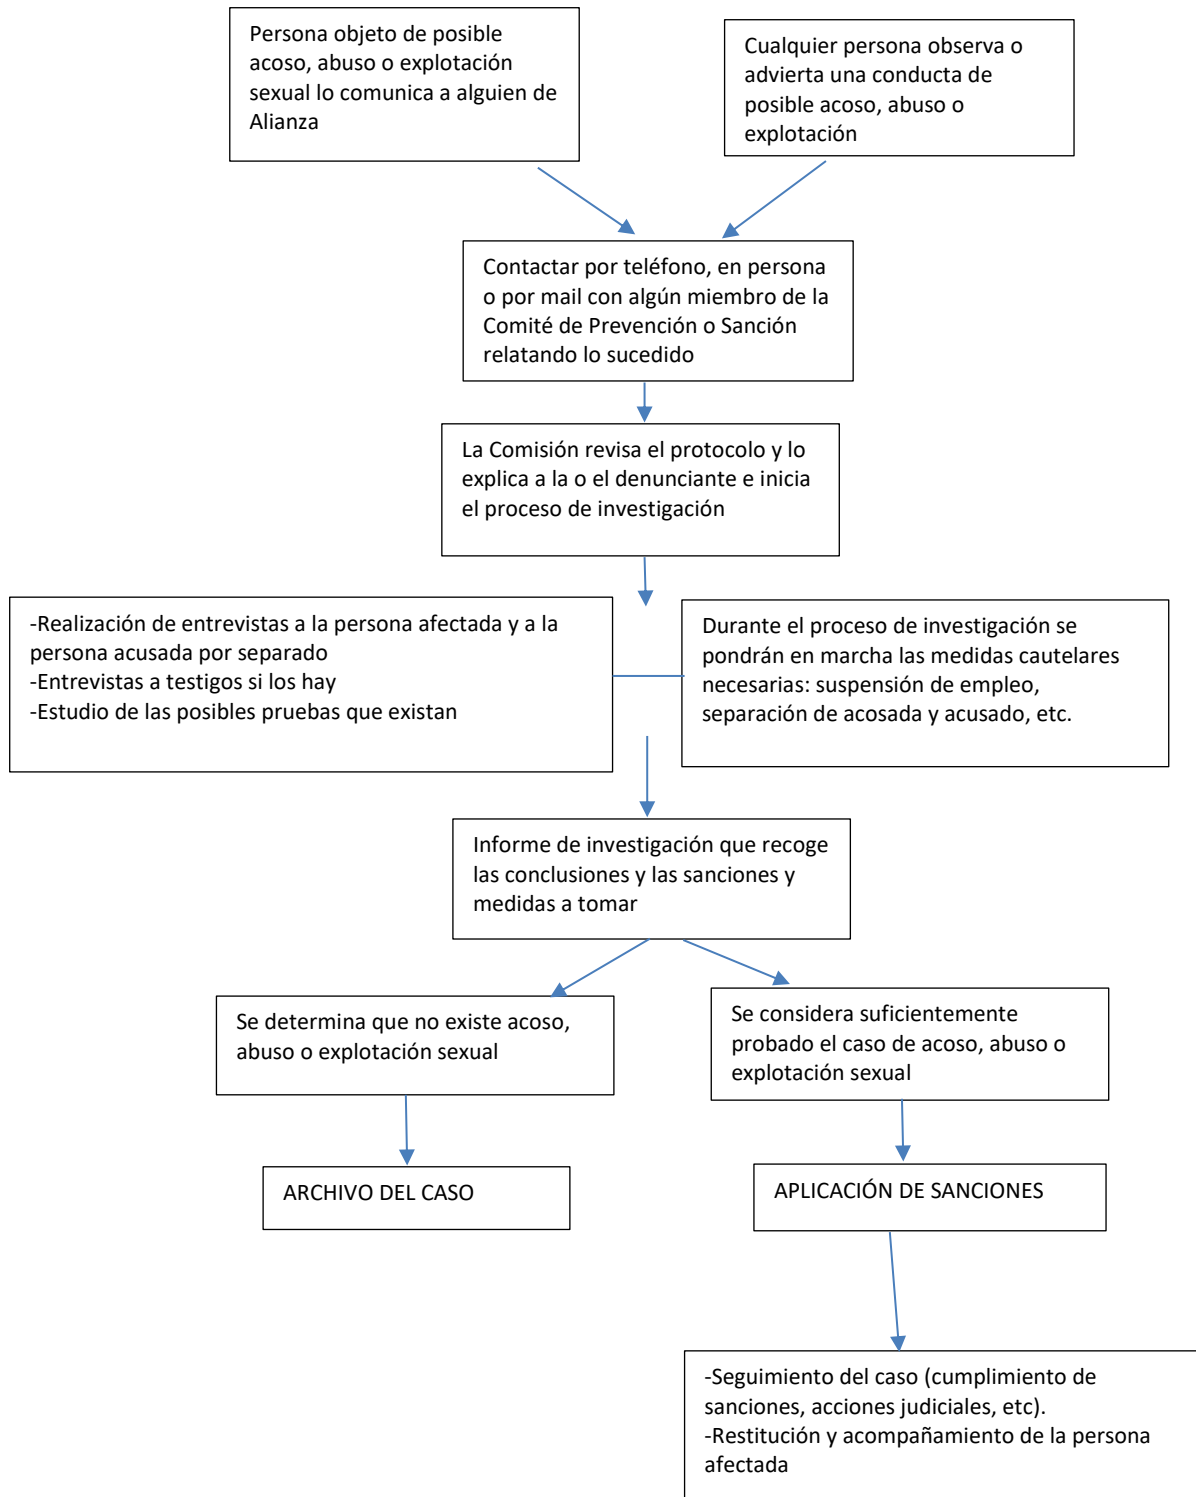 Persona objeto de posible
acoso, abuso o explotación
sexual lo comunica a alguien de
Alianza
Cualquier persona observa o
advierta una conducta de
posible acoso, abuso o
explotación
Contactar por teléfono, en persona
o por mail con algún miembro de la
Comité de Prevención o Sanción
relatando lo sucedido
La Comisión revisa el protocolo y lo
explica a la o el denunciante e inicia
el proceso de investigación
-Realización de entrevistas a la persona afectada y a la
persona acusada por separado
-Entrevistas a testigos si los hay
-Estudio de las posibles pruebas que existan
Durante el proceso de investigación se
pondrán en marcha las medidas cautelares
necesarias: suspensión de empleo,
separación de acosada y acusado, etc.
Informe de investigación que recoge
las conclusiones y las sanciones y
medidas a tomar
Se determina que no existe acoso,
abuso o explotación sexual
Se considera suficientemente
probado el caso de acoso, abuso o
explotación sexual
ARCHIVO DEL CASO
APLICACIÓN DE SANCIONES
-Seguimiento del caso (cumplimiento de
sanciones, acciones judiciales, etc).
-Restitución y acompañamiento de la persona
afectada